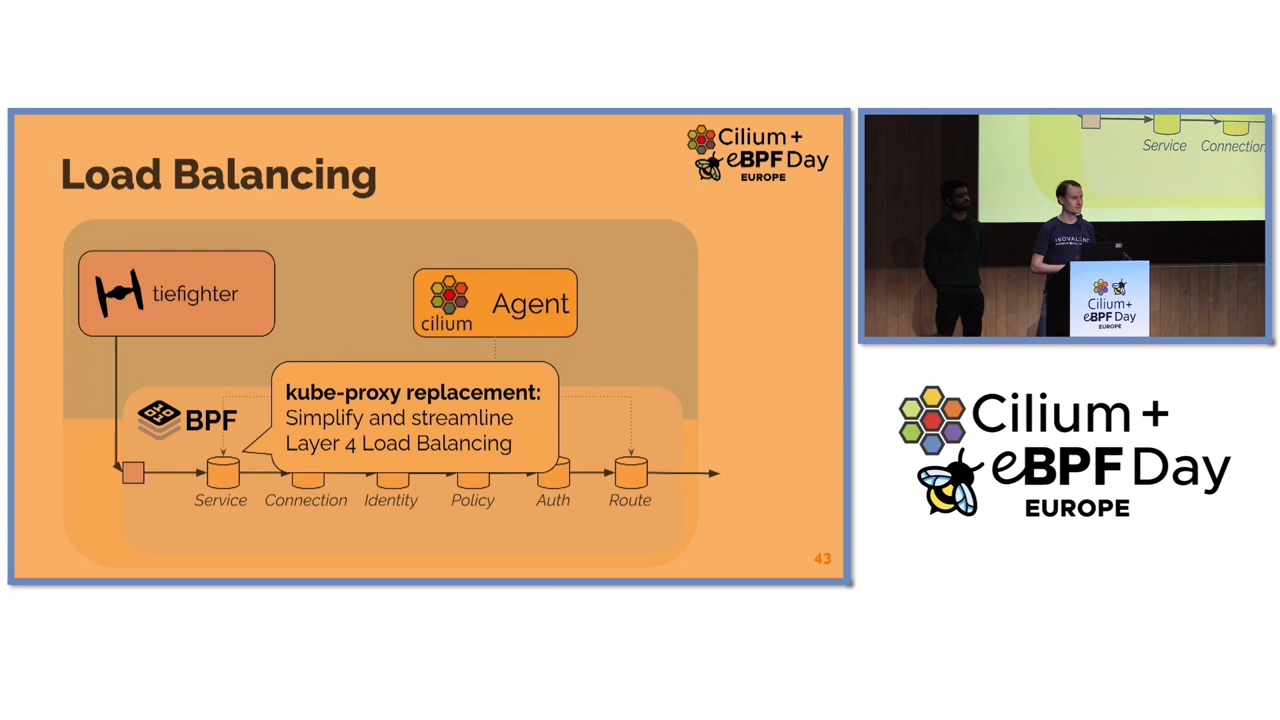 Load Balancing
Cilium +
eBPF Day
EUROPE
tiefighter
cilium
Agent
kube-proxy replacement:
Simplify and streamline
Layer 4 Load Balancing
BPF
Service
Connection
Identity
Policy
Auth
Route
43
Service
Connection
ISOVALENT
Cilium+
eBPF Day
EUROPE
Cilium +
eBPF Day
EUROPE